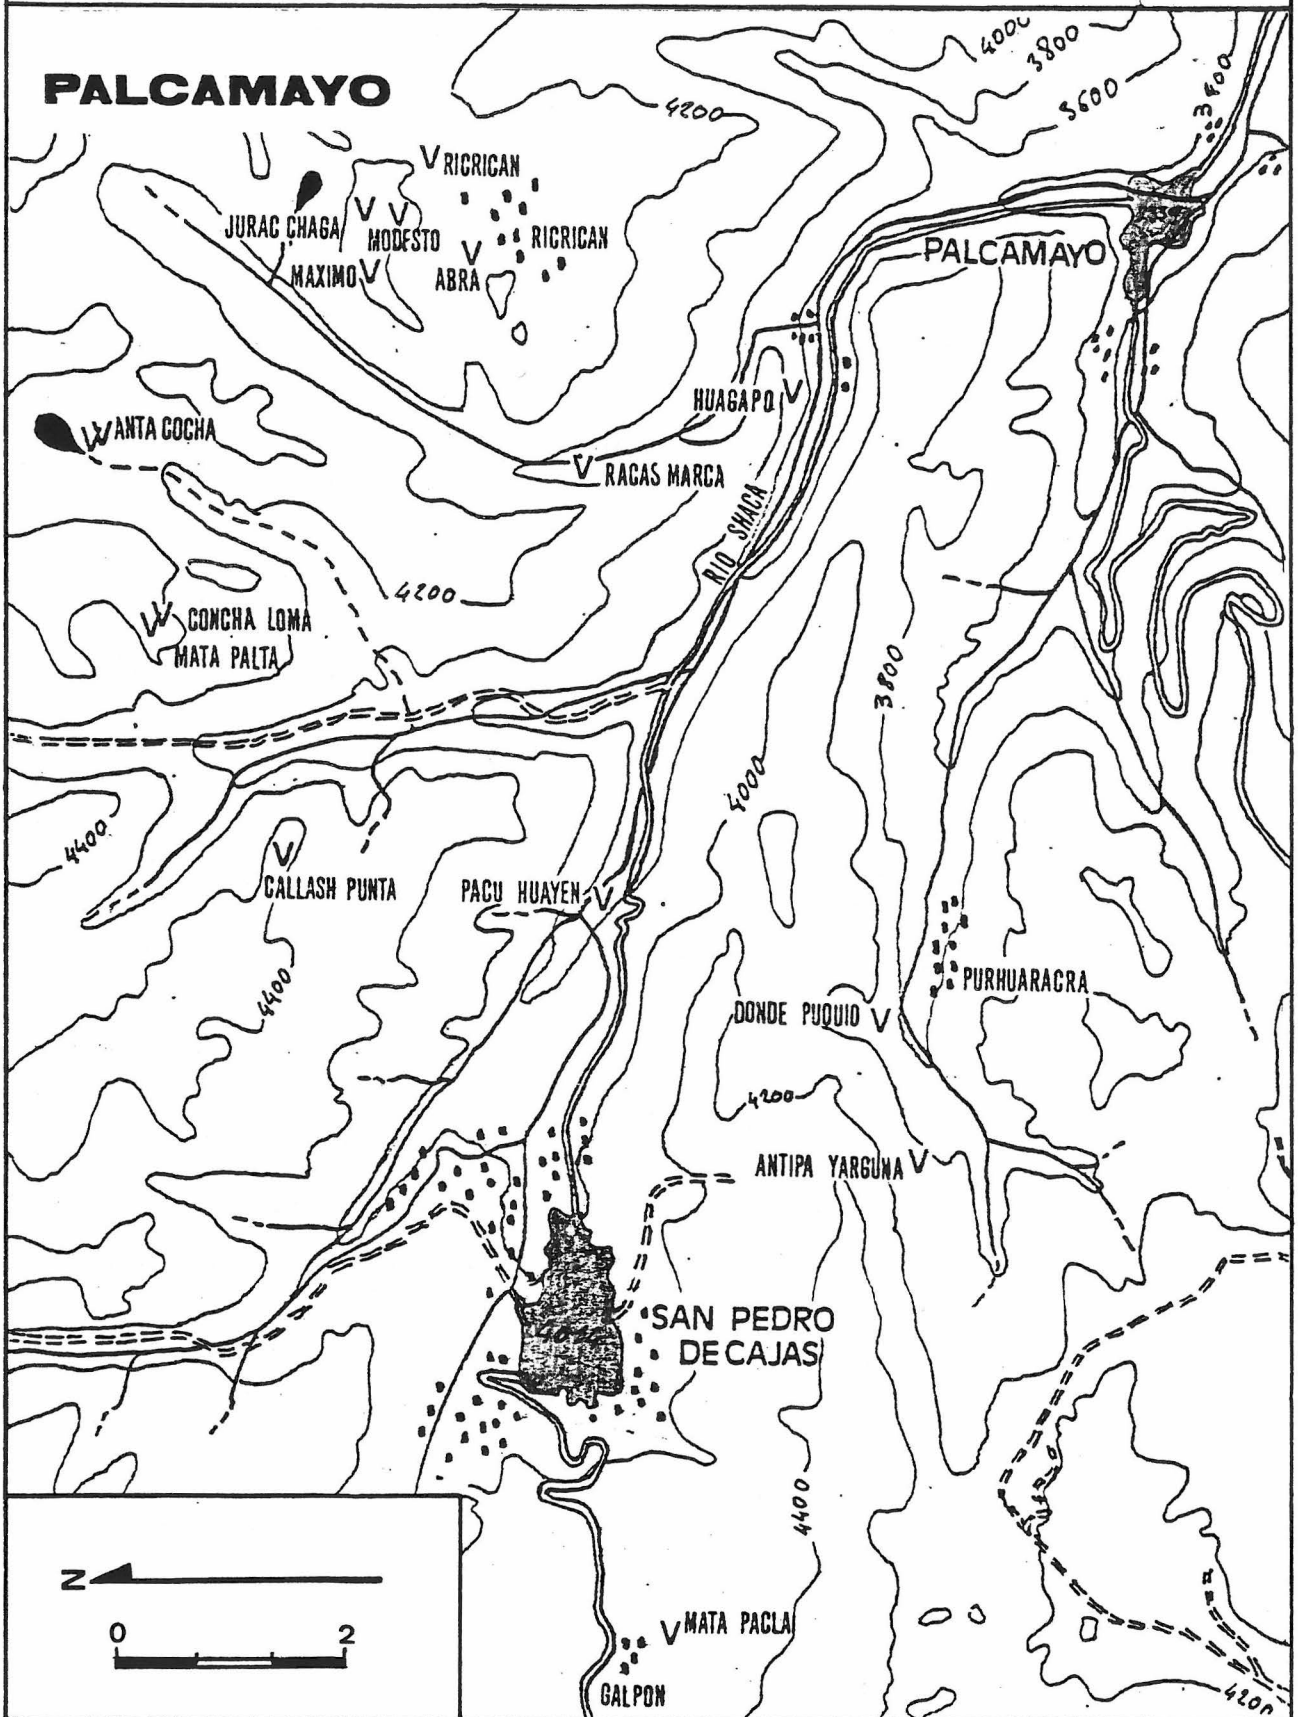 PALCAMAYO
4000
3800
3600
3400
4200
RICRICAN
JURAC CHAGA
MODESTO
RICRICAN
MAXIMO
ABRA
PALCAMAYO
HUAGAPO
ANTA COCHA
RACAS MARCA
RIO SHACA
4200
CONCHA LOMA
MATA PALTA
3800
4000
4400
CALLASH PUNTA
PACU HUAYEN
4400
PURHUARACRA
DONDE PUQUIO
4200
ANTIPA YARGUNA
SAN PEDRO
DE CAJAS
4400
N
0 2
MATA PACLA
GALPON
4200